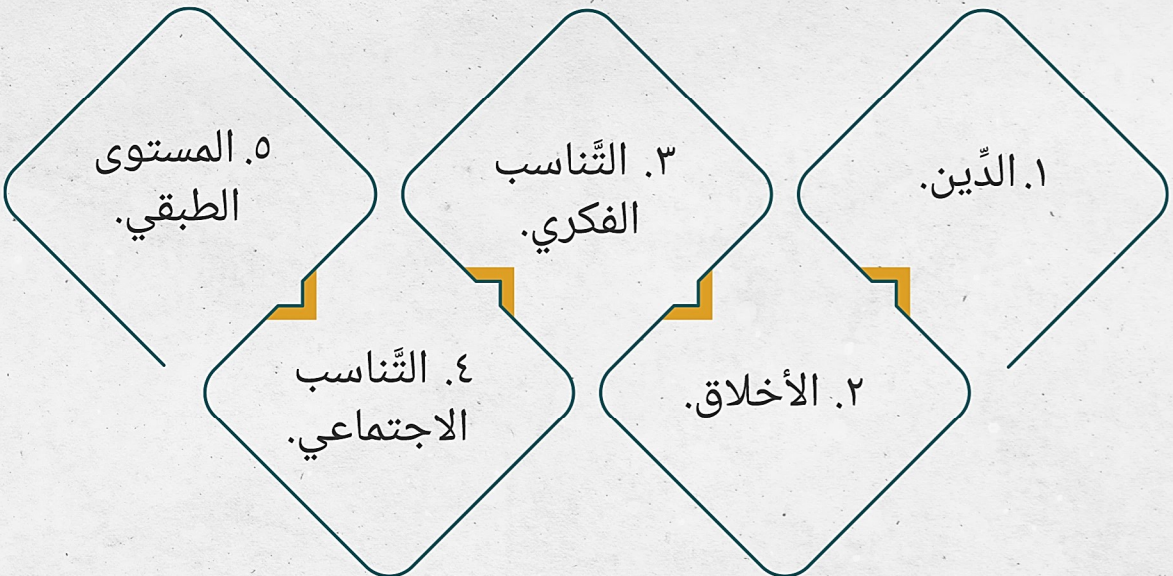 ١. الدِّين.
٢. الأخلاق.
٣. التَّناسب
الفكري.
٤. التَّناسب
الاجتماعي.
٥. المستوى
الطبقي.